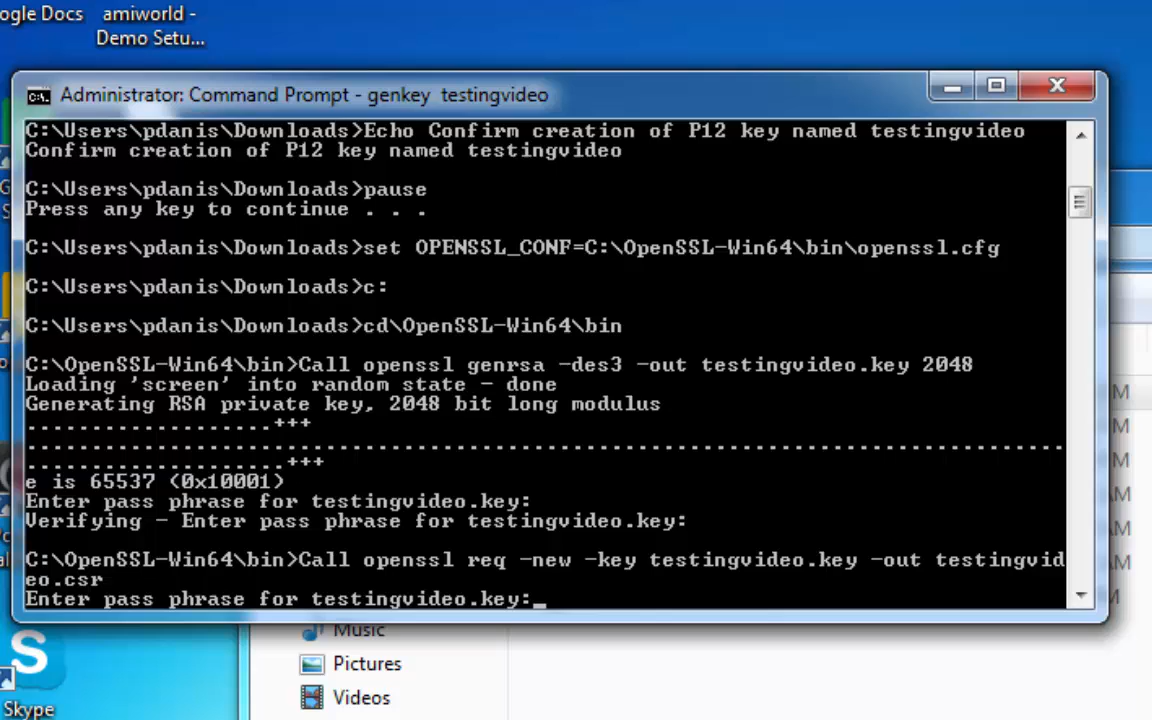 ogle Docs
amiworld -
Demo Setu...
Administrator: Command Prompt - genkey testingvideo
C:\Users\pdanis\Downloads>Echo Confirm creation of P12 key named testingvideo
Confirm creation of P12 key named testingvideo
C:\Users\pdanis\Downloads>pause
Press any key to continue . . .
C:\Users\pdanis\Downloads>set OPENSSL_CONF=C:\OpenSSL-Win64\bin\openssl.cfg
C:\Users\pdanis\Downloads>c:
C:\Users\pdanis\Downloads>cd\OpenSSL-Win64\bin
C:\OpenSSL-Win64\bin>Call openssl genrsa -des3 -out testingvideo.key 2048
Loading 'screen' into random state - done
Generating RSA private key, 2048 bit long modulus
...................+++
................................................................................
....................+++
e is 65537 (0x10001)
Enter pass phrase for testingvideo.key:
Verifying - Enter pass phrase for testingvideo.key:
C:\OpenSSL-Win64\bin>Call openssl req -new -key testingvideo.key -out testingvid
eo.csr
Enter pass phrase for testingvideo.key:_
Music
Pictures
Videos
Skype